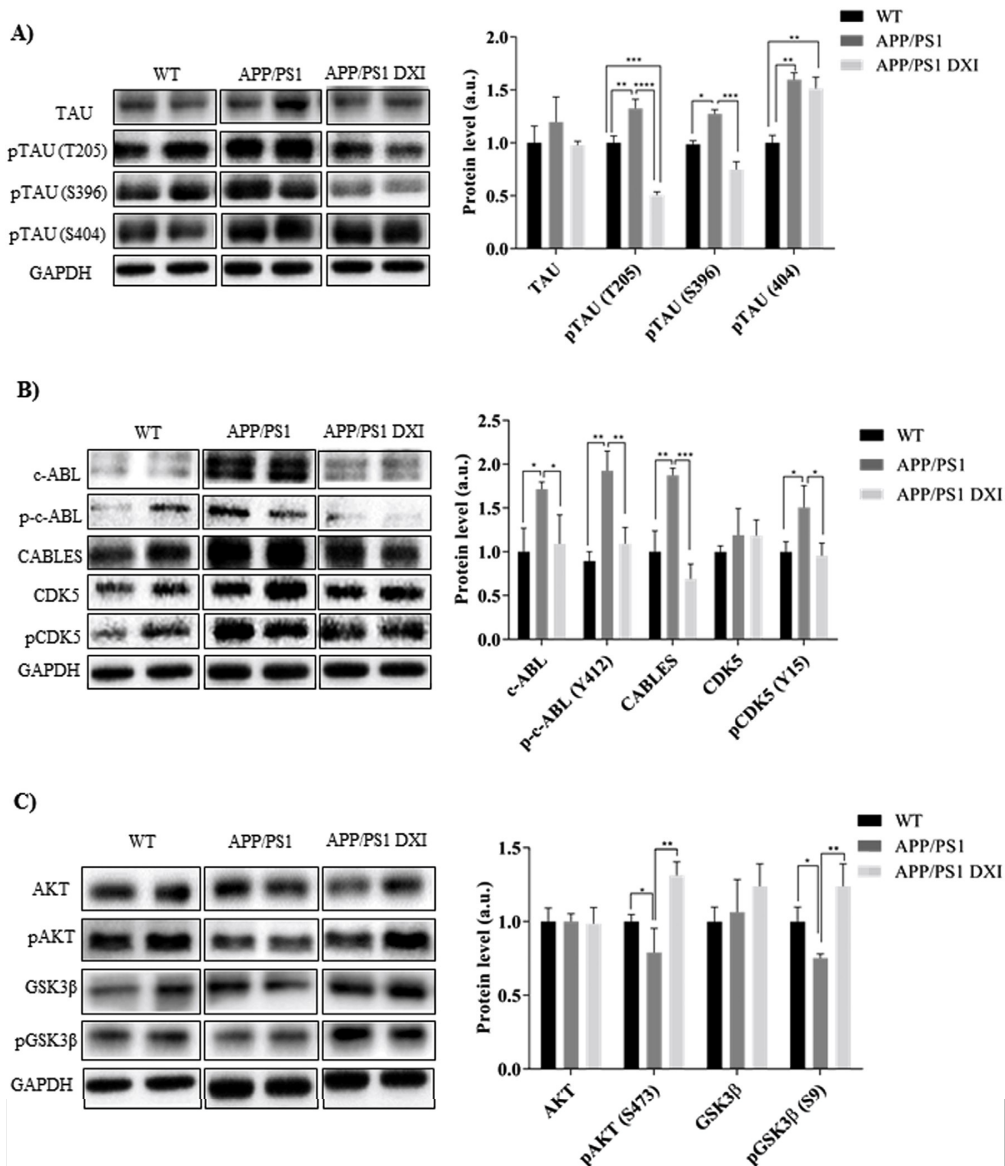 A)
WT APP/PS1 APP/PS1 DXI
TAU
pTAU (T205)
pTAU (S396)
pTAU (S404)
GAPDH
WT
APP/PS1
APP/PS1 DXI
Protein level (a.u.)
2.0
1.5
1.0
0.5
0.0
*** ** ****
* ***
** **
TAU pTAU (T205) pTAU (S396) pTAU (404)
B)
WT APP/PS1 APP/PS1 DXI
c-ABL
p-c-ABL
CABLES
CDK5
pCDK5
GAPDH
WT
APP/PS1
APP/PS1 DXI
Protein level (a.u.)
2.5
2.0
1.5
1.0
0.5
0.0
* *
** **
** ***
* *
c-ABL p-c-ABL (Y412) CABLES CDK5 pCDK5 (Y15)
C)
WT APP/PS1 APP/PS1 DXI
AKT
pAKT
GSK3β
pGSK3β
GAPDH
WT
APP/PS1
APP/PS1 DXI
Protein level (a.u.)
1.5
1.0
0.5
0.0
* **
* **
AKT pAKT (S473) GSK3β pGSK3β (S9)